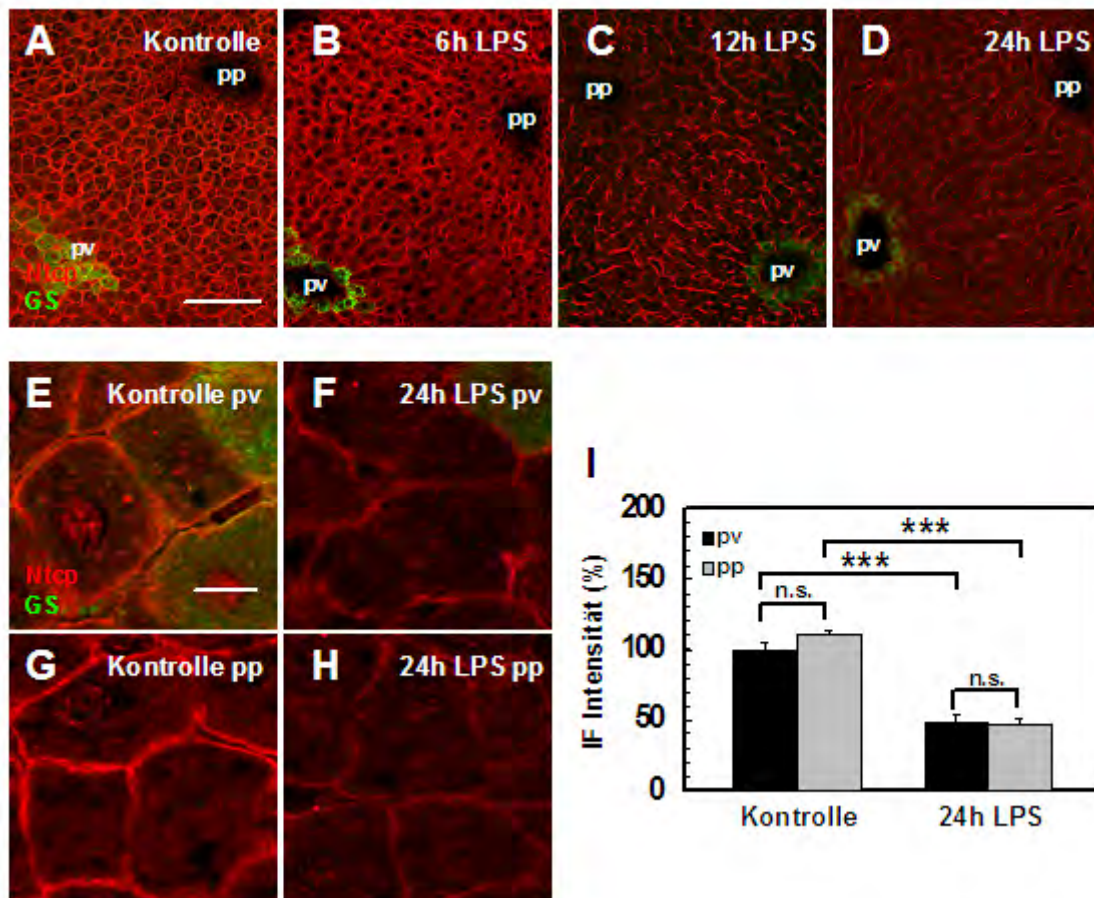 A Kontrolle
pp
pv
Ntcp
GS
B 6h LPS
pp
pv
C 12h LPS
pp
pv
D 24h LPS
pp
pv
E Kontrolle pv
Ntcp
GS
F 24h LPS pv
G Kontrolle pp
H 24h LPS pp
I
IF Intensität (%)
200
150
100
50
0
pv
pp
***
***
n.s.
n.s.
Kontrolle 24h LPS